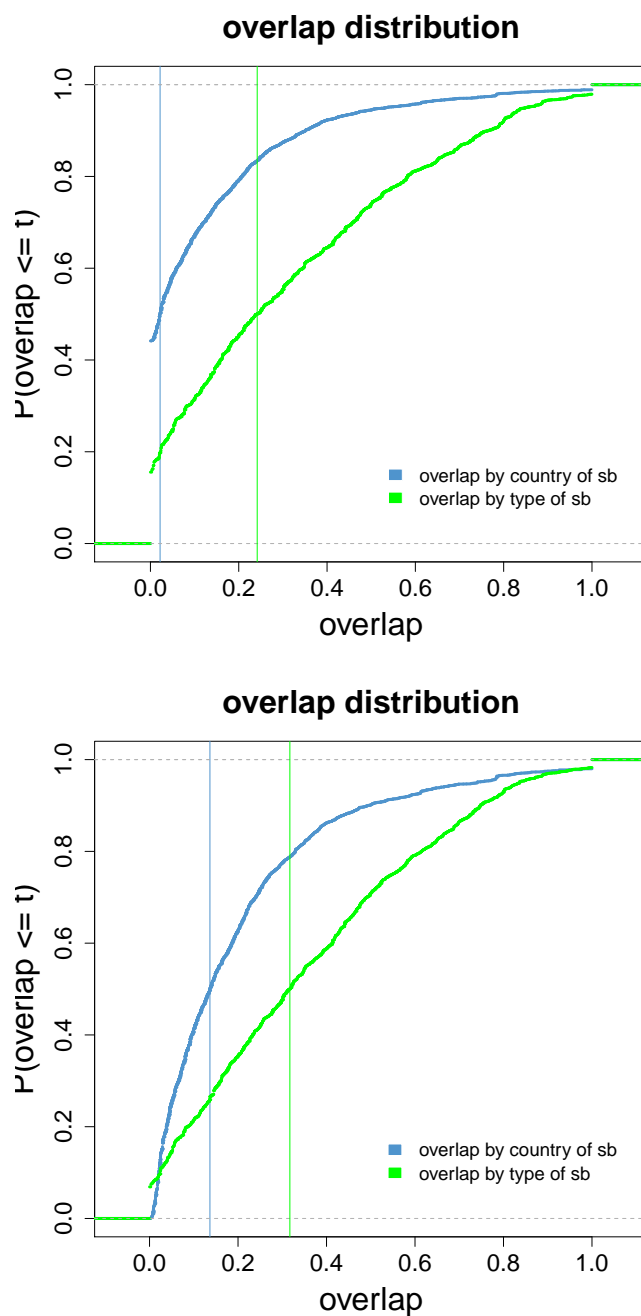 overlap distribution
P(overlap <= t)
1.0
0.8
0.6
0.4
0.2
0.0
overlap by country of sb
overlap by type of sb
0.0 0.2 0.4 0.6 0.8 1.0
overlap
overlap distribution
P(overlap <= t)
1.0
0.8
0.6
0.4
0.2
0.0
overlap by country of sb
overlap by type of sb
0.0 0.2 0.4 0.6 0.8 1.0
overlap